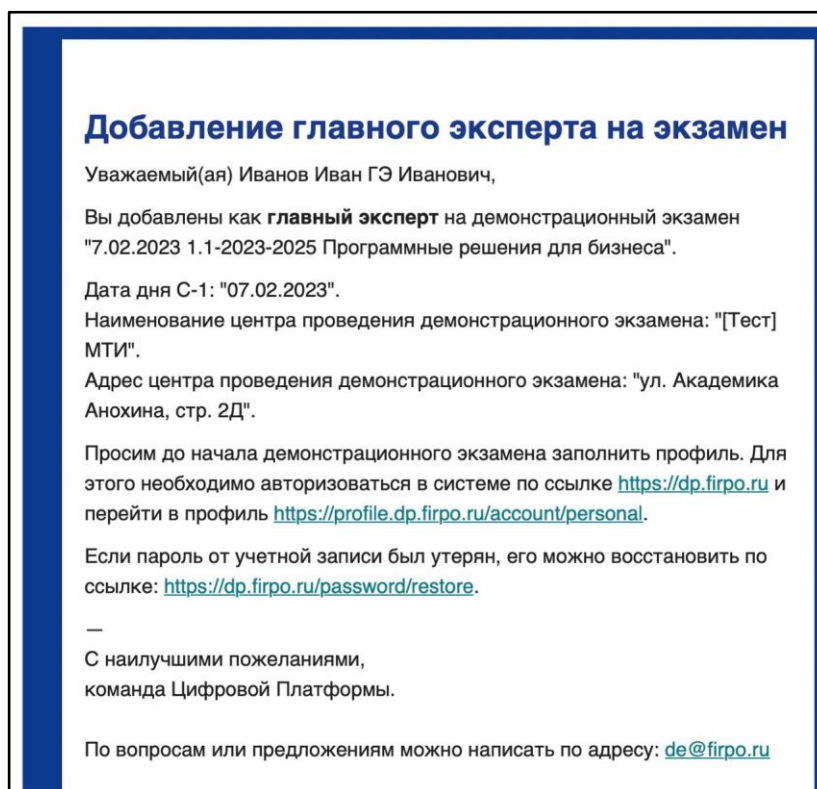 Добавление главного эксперта на экзамен
Уважаемый(ая) Иванов Иван ГЭ Иванович,
Вы добавлены как главный эксперт на демонстрационный экзамен
"7.02.2023 1.1-2023-2025 Программные решения для бизнеса".
Дата дня С-1: "07.02.2023".
Наименование центра проведения демонстрационного экзамена: "[Тест]
МТИ".
Адрес центра проведения демонстрационного экзамена: "ул. Академика
Анохина, стр. 2Д".
Просим до начала демонстрационного экзамена заполнить профиль. Для
этого необходимо авторизоваться в системе по ссылке https://dp.firpo.ru и
перейти в профиль https://profile.dp.firpo.ru/account/personal.
Если пароль от учетной записи был утерян, его можно восстановить по
ссылке: https://dp.firpo.ru/password/restore.
—
С наилучшими пожеланиями,
команда Цифровой Платформы.
По вопросам или предложениям можно написать по адресу: de@firpo.ru